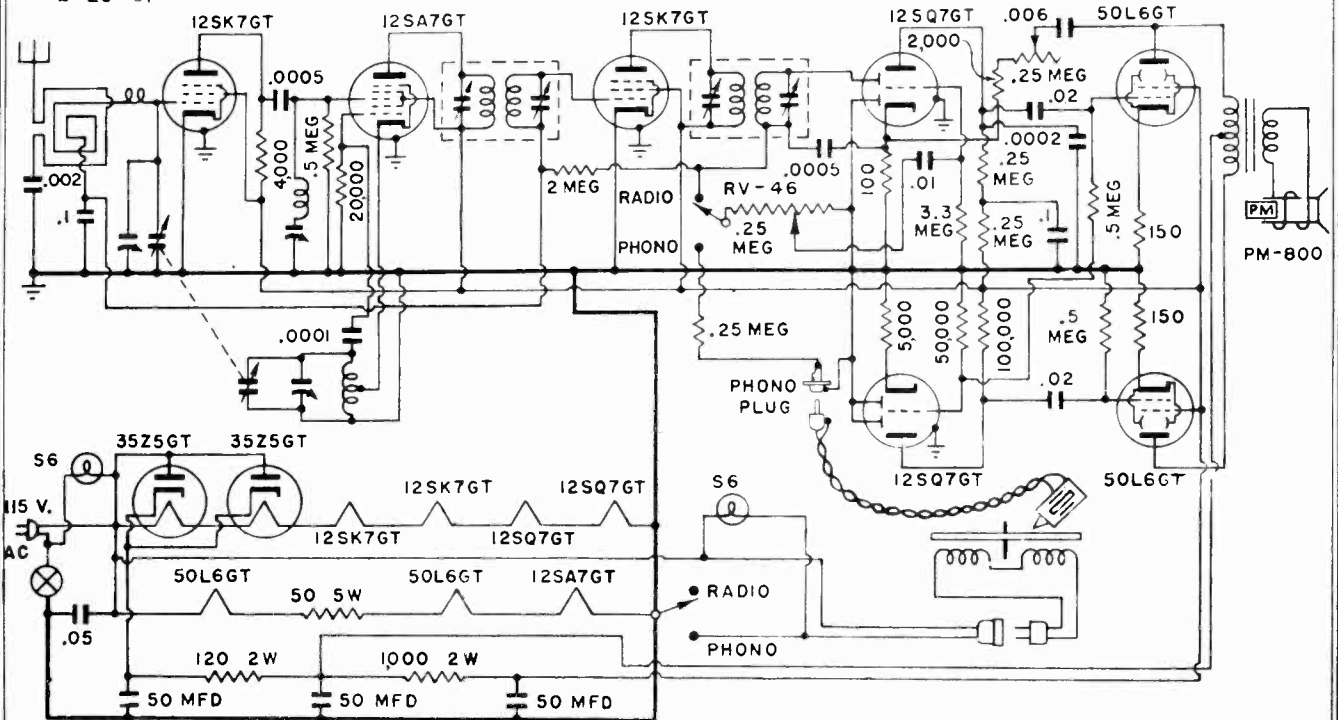 12SK7GT
12SA7GT
12SK7GT
12SQ7GT
2,000
.006
50L6GT
.25 MEG
.0005
.02
.0002
.002
.1
4,000
.5 MEG
20,000
2 MEG
.0005
100
.01
.25 MEG
RADIO
RV-46
.25 MEG
PHONO
3.3 MEG
.25 MEG
.1
.5 MEG
150
PM
PM-800
.0001
.25 MEG
5,000
50,000
100,000
.5 MEG
150
PHONO PLUG
.02
12SQ7GT
50L6GT
35Z5GT
35Z5GT
S6
115 V.
AC
12SK7GT
12SQ7GT
12SK7GT
12SQ7GT
S6
50L6GT
50 5W
50L6GT
12SA7GT
RADIO
PHONO
.05
120 2W
1,000 2W
50 MFD
50 MFD
50 MFD